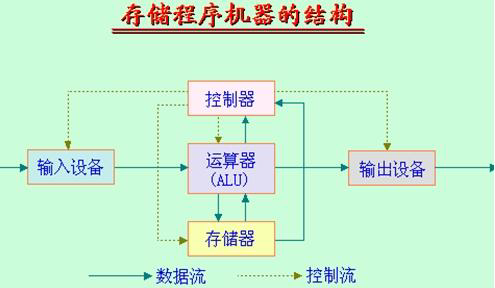 存储程序机器的结构
控制器
输入设备
运算器
(ALU)
输出设备
存储器
数据流
控制流